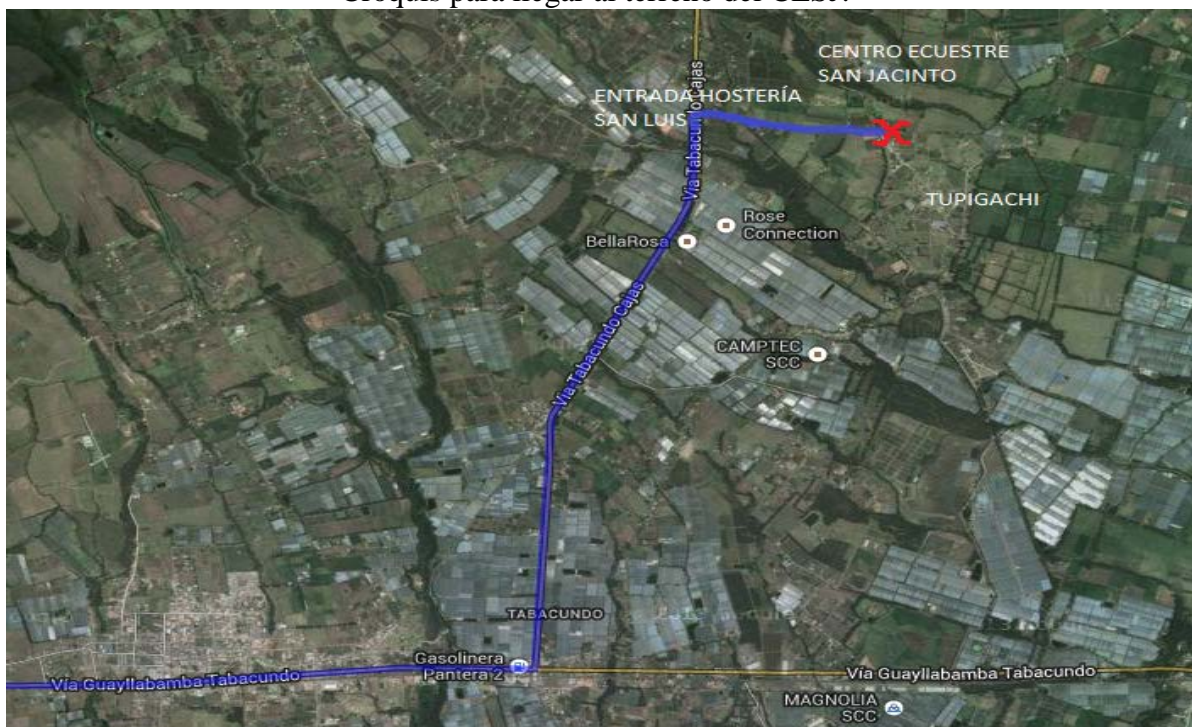 Croquis para llegar al terreno del CESJ:
CENTRO ECUESTRE
SAN JACINTO
ENTRADA HOSTERÍA
SAN LUIS
Vía Tabacundo Cajas
TUPIGACHI
Rose
Connection
BellaRosa
Vía Tabacundo Cajas
CAMPTEC
SCC
TABACUNDO
Gasolinera
Pantera 2
Vía Guayllabamba Tabacundo
Vía Guayllabamba Tabacundo
MAGNOLIA
SCC